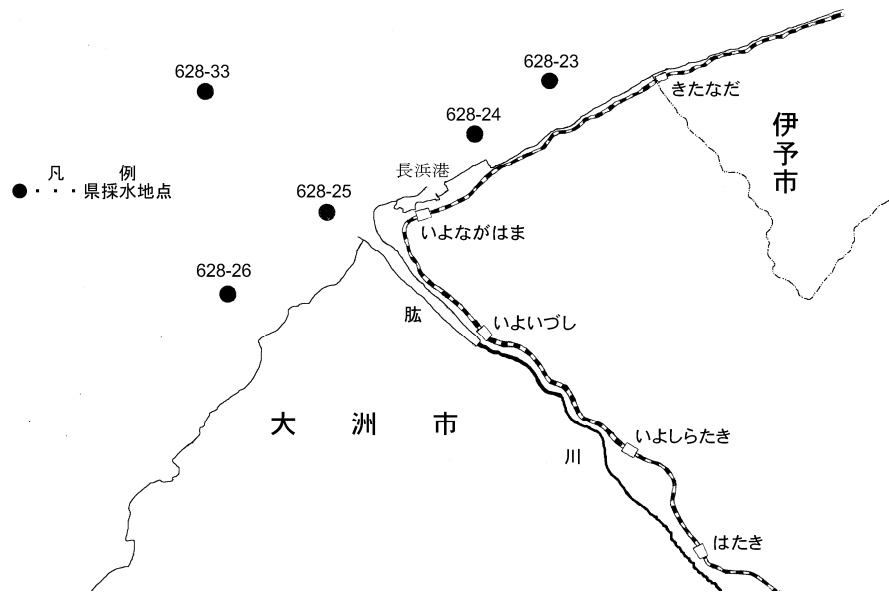 628-33
628-23
きたなだ
628-24
伊予市
長浜港
凡 例
●・・・県採水地点
628-25
いよながはま
628-26
肱
いよいづし
大洲市
いよしらたき
川
はたき